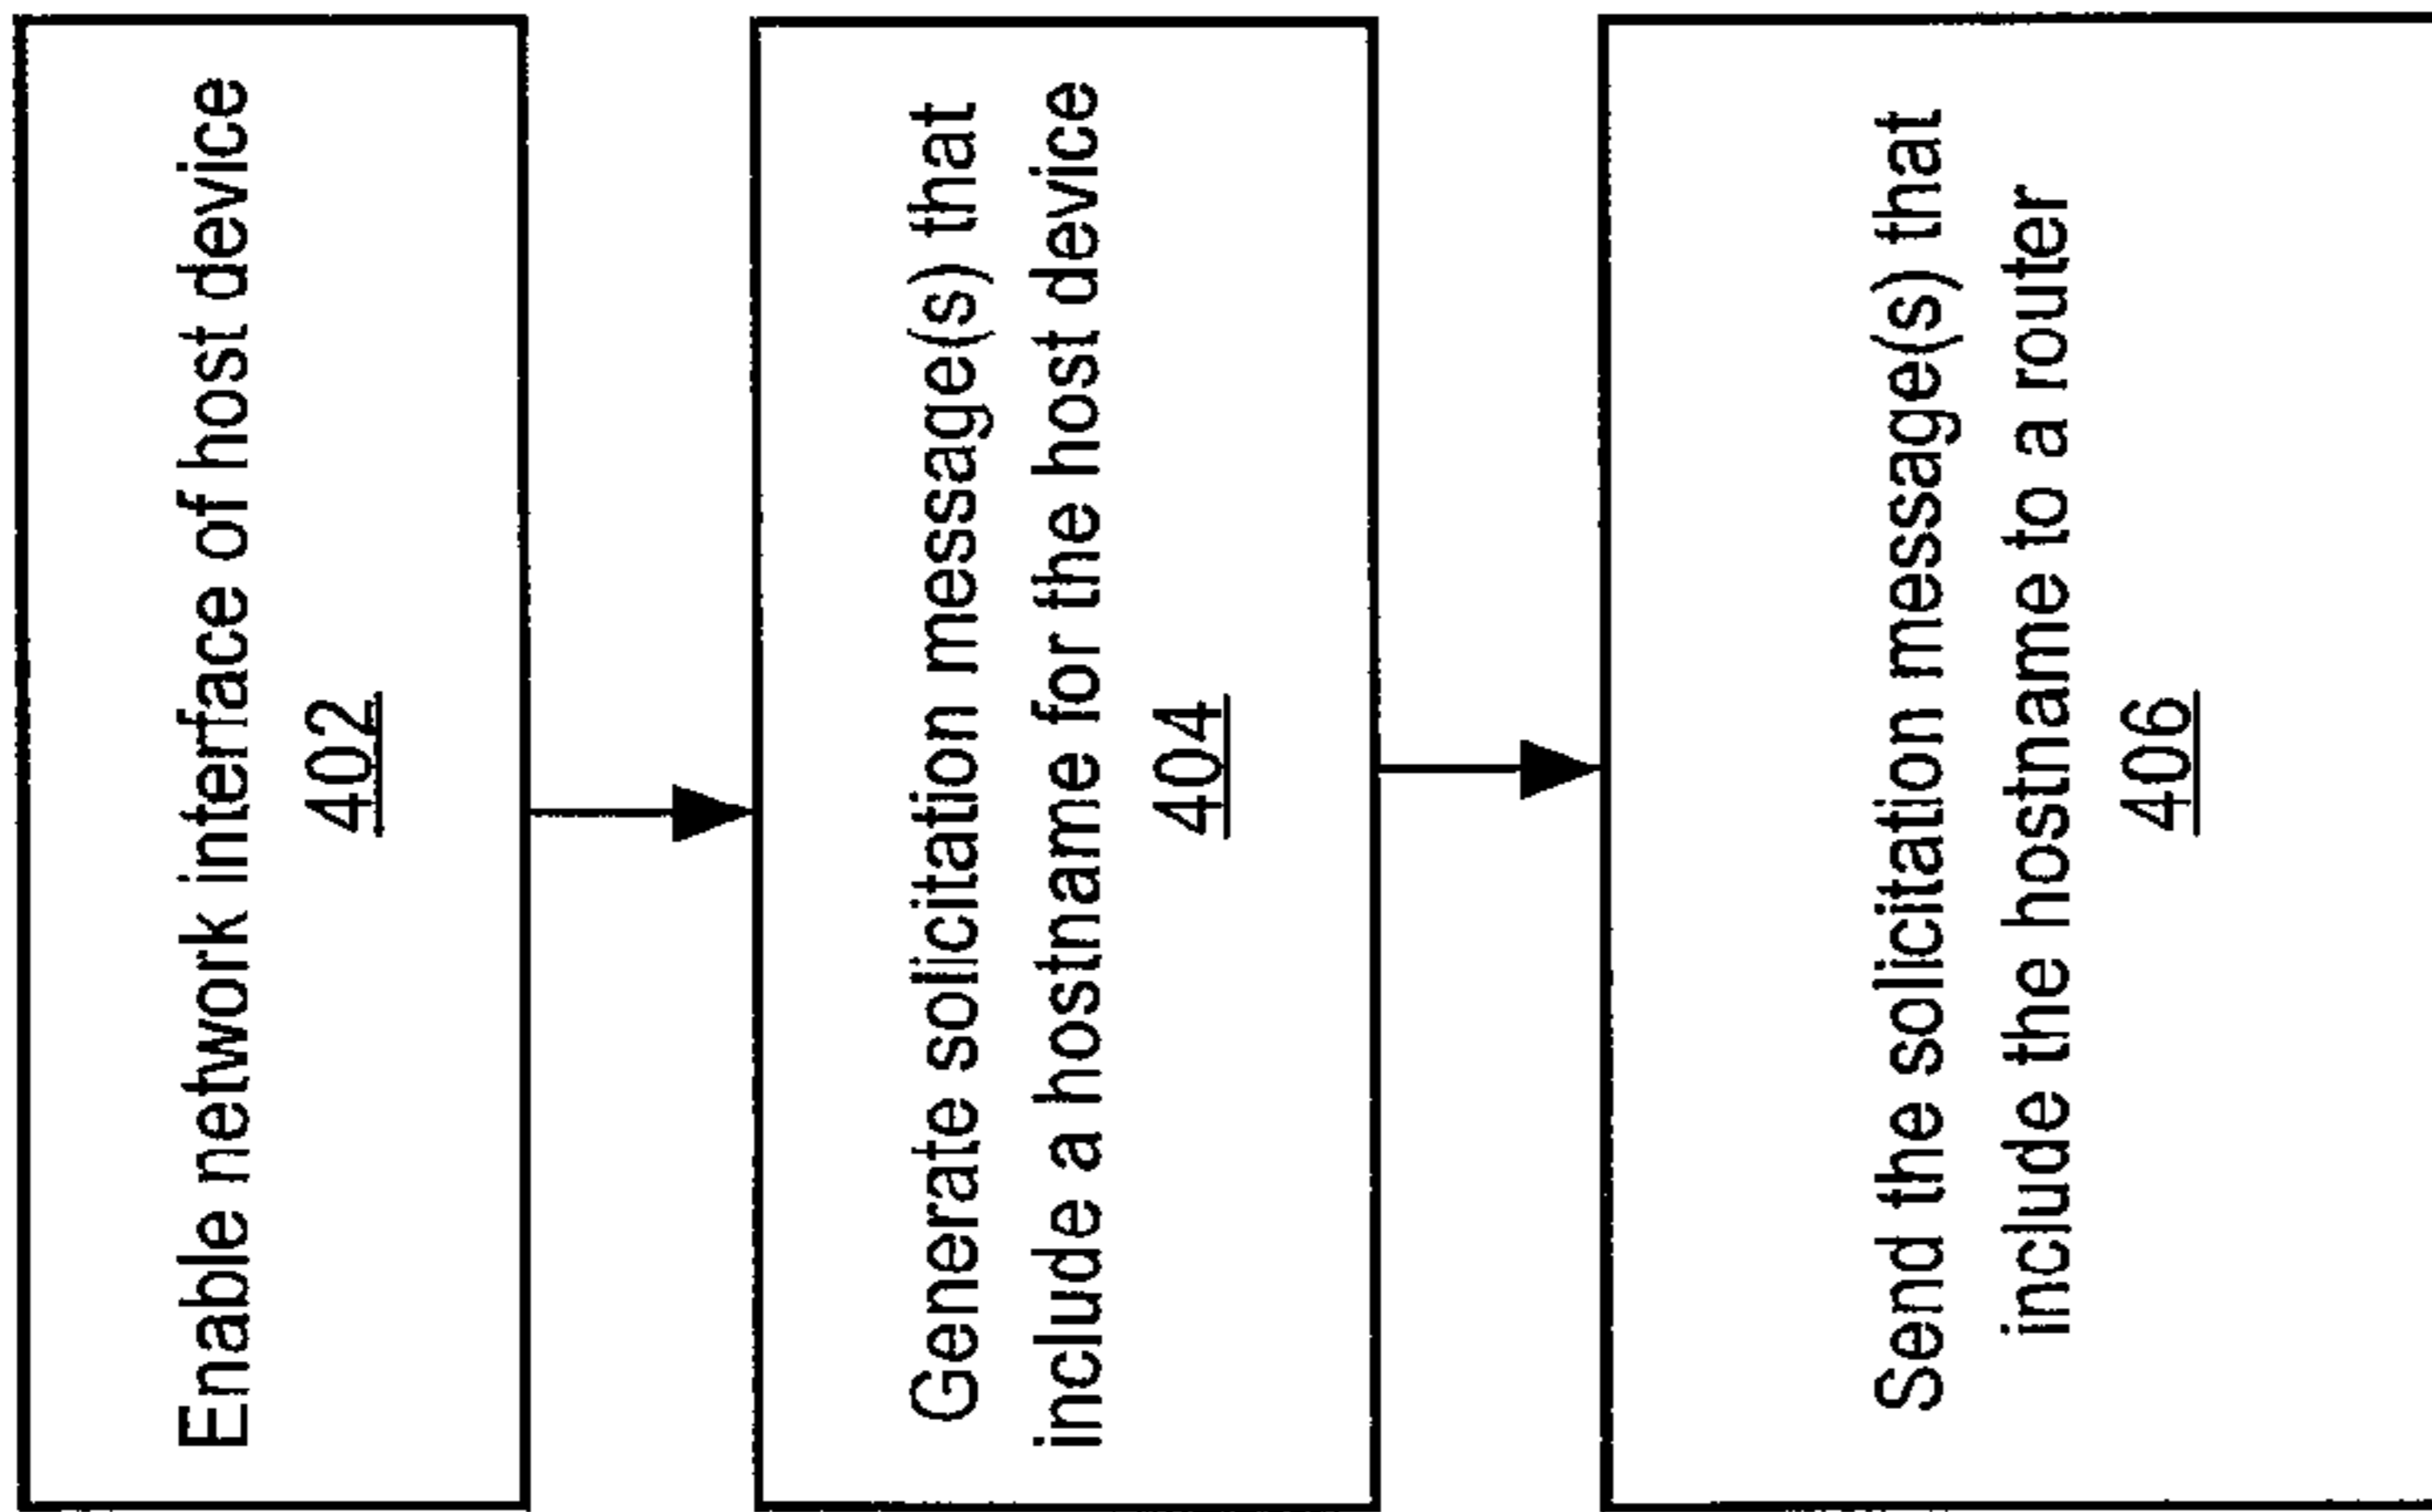 Enable network interface of host device
402
Generate solicitation message(s) that
include a hostname for the host device
404
Send the solicitation message(s) that
include the hostname to a router
406